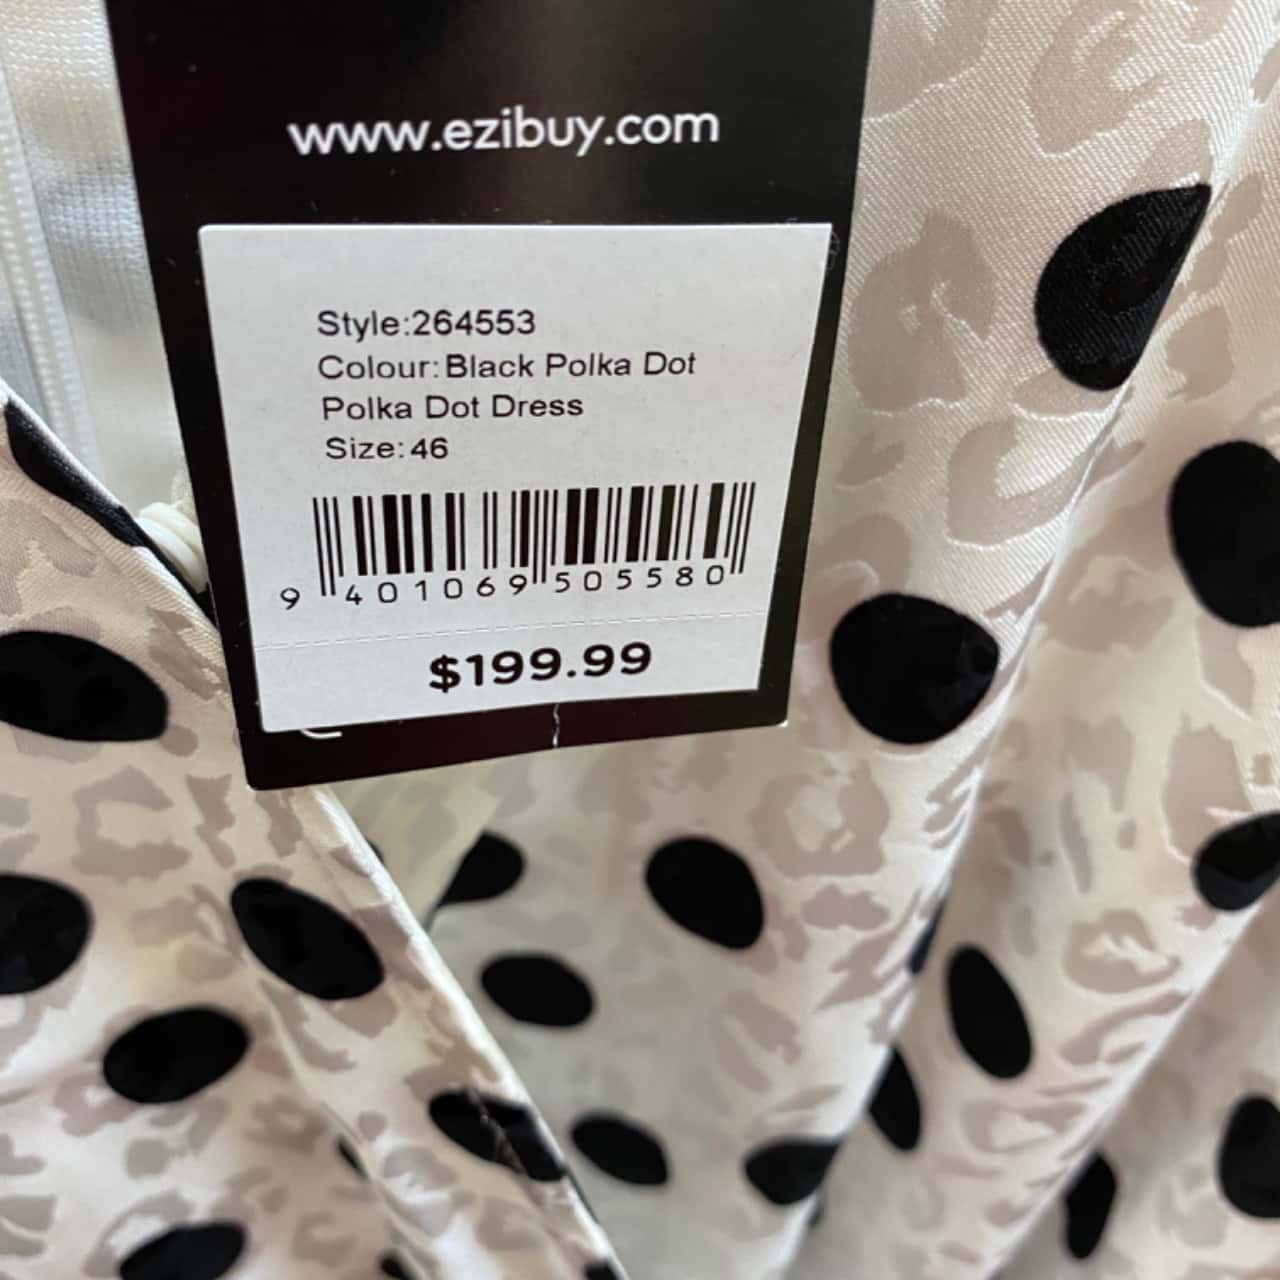 www.ezibuy.com
Style:264553
Colour:Black Polka Dot
Polka Dot Dress
Size:46
9 401069 505580
$199.99